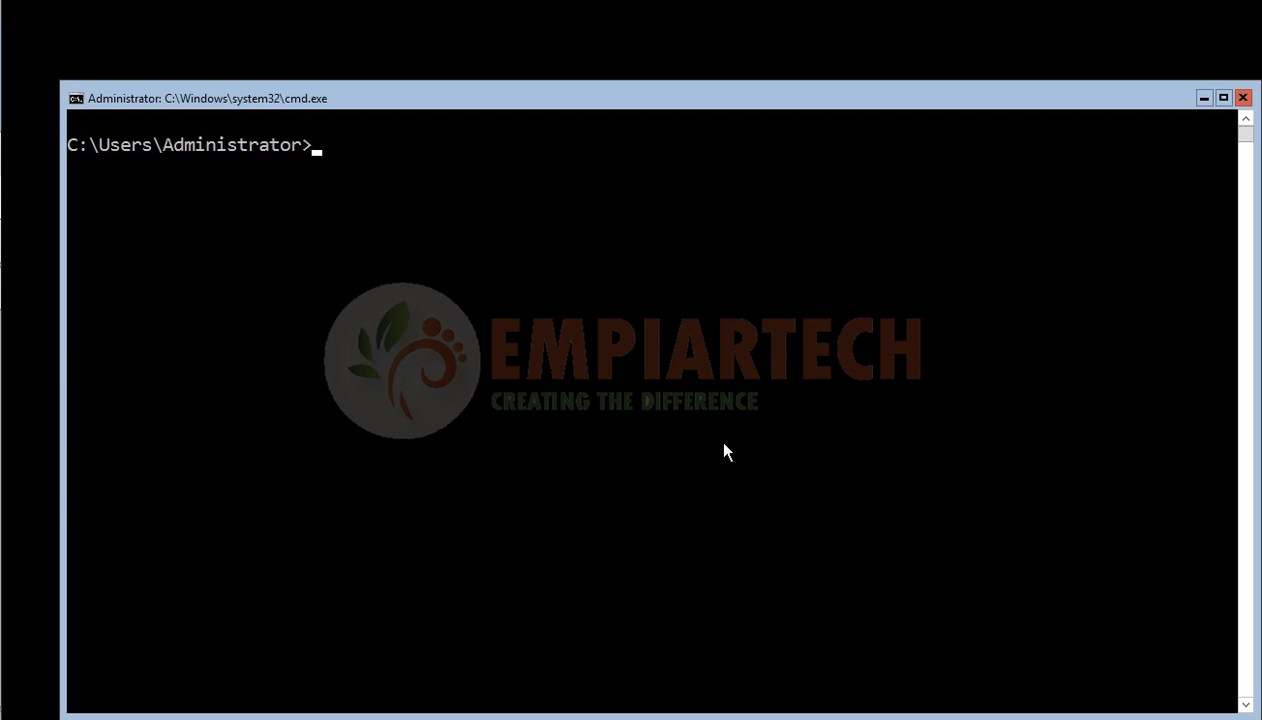 Administrator: C:\Windows\system32\cmd.exe
C:\Users\Administrator>
EMPIARTECH
CREATING THE DIFFERENCE